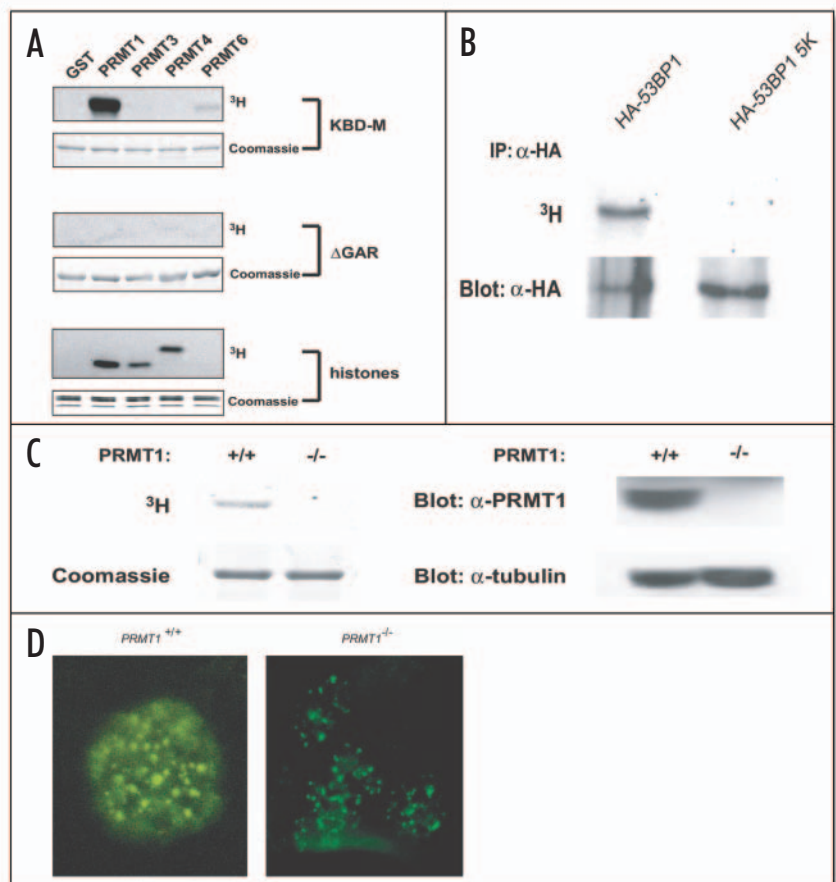 A
GST PRMT1 PRMT3 PRMT4 PRMT6
³H
KBD-M
Coomassie
³H
ΔGAR
Coomassie
³H
histones
Coomassie
B
HA-53BP1 HA-53BP1 5K
IP: α-HA
³H
Blot: α-HA
C
PRMT1: +/+ -/-
³H
Coomassie
PRMT1: +/+ -/-
Blot: α-PRMT1
Blot: α-tubulin
D
PRMT1 +/+ PRMT1 -/-